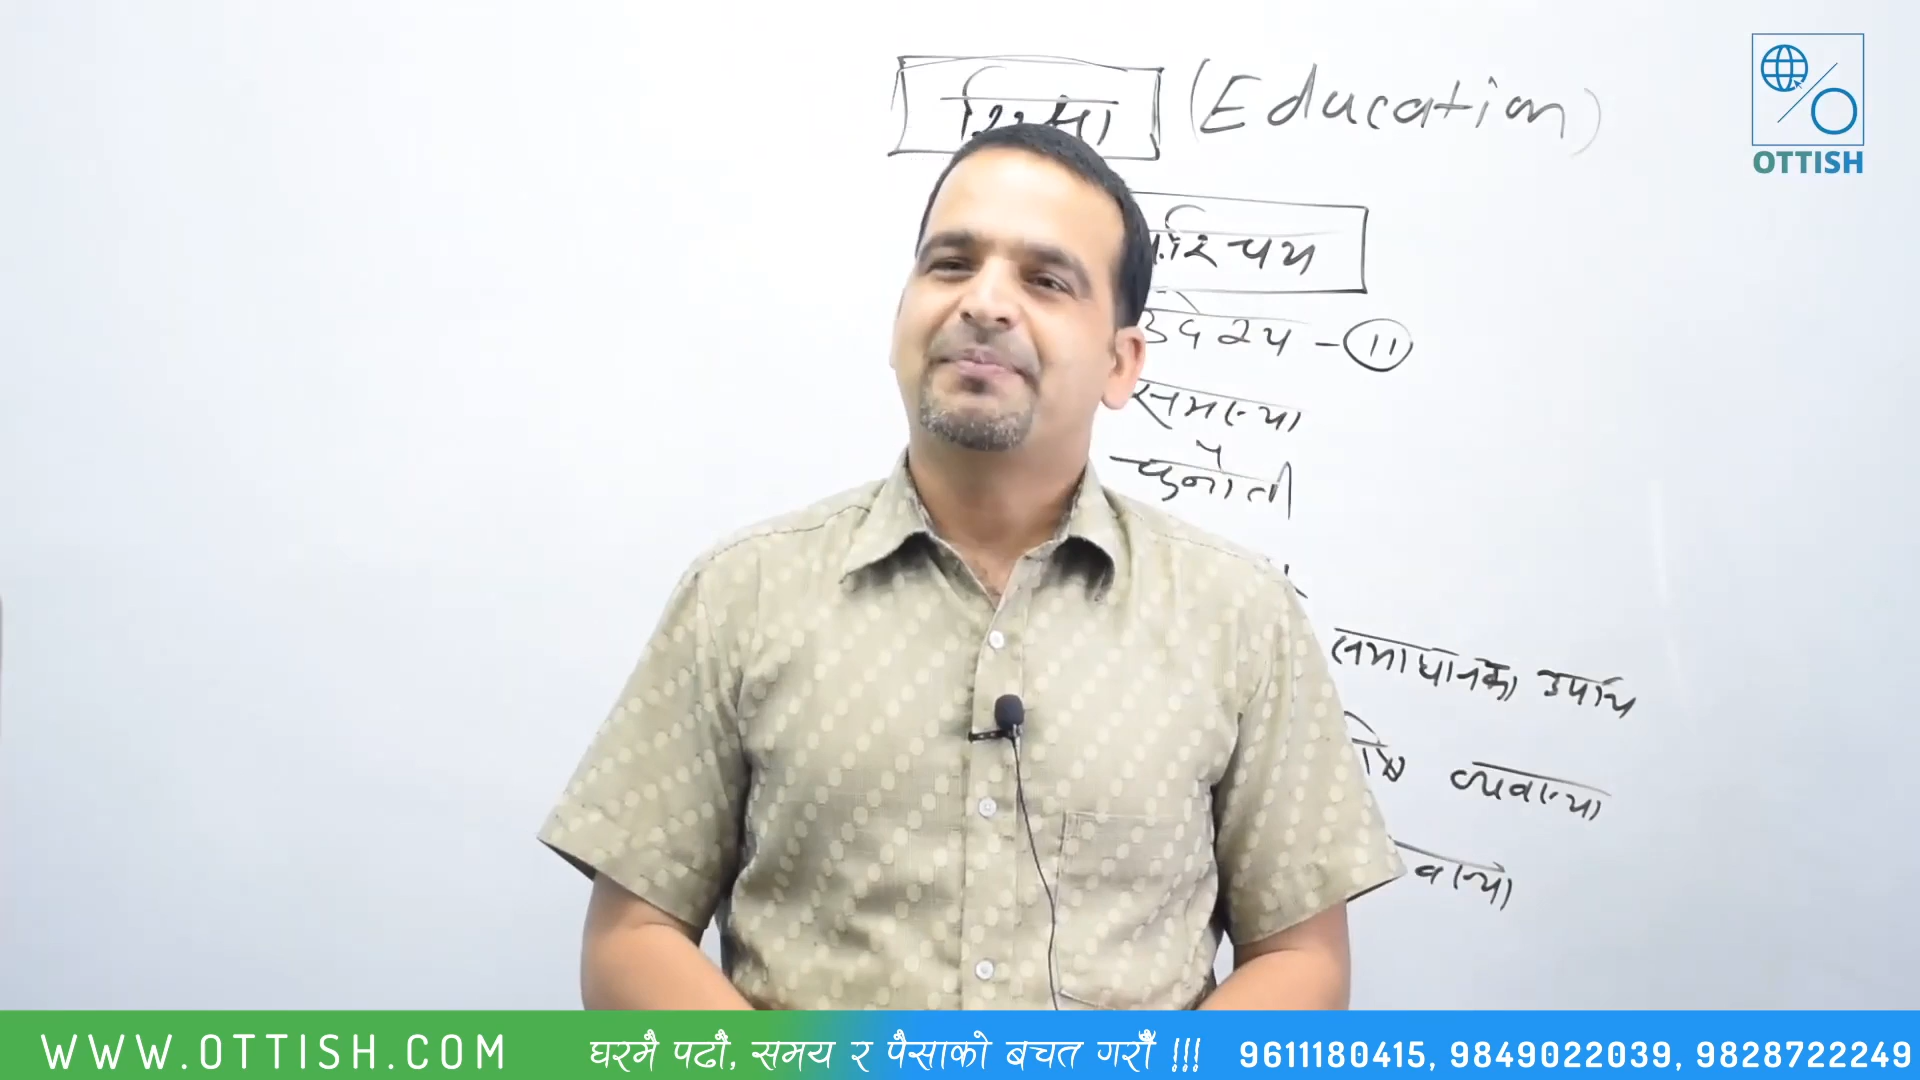 शिक्षा (Education)
OTTISH
परिचय
उदेश्य - 11
समस्या
चुनौती
समाधानका उपाय
व्यवस्था
WWW.OTTISH.COM घरमै पढौं, समय र पैसाको बचत गरौँ !!! 9611180415, 9849022039, 9828722249